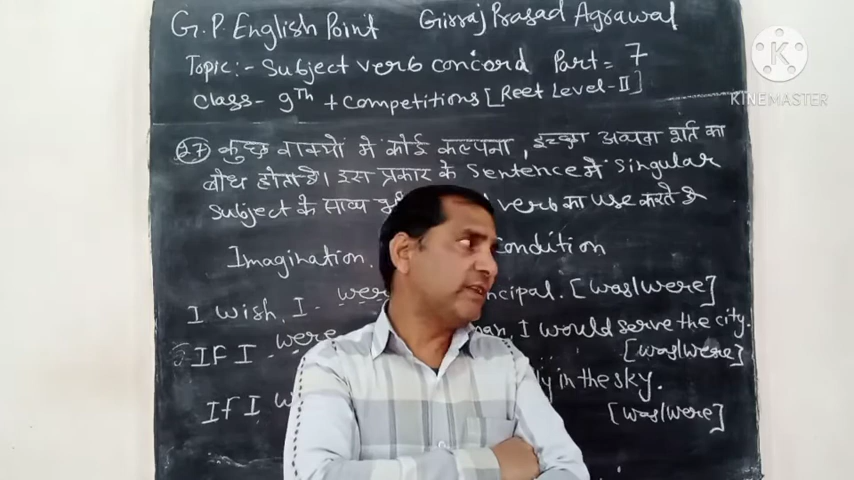 G.P. English Point Girraj Prasad Agrawal
Topic:- Subject verb concord Part = 7
class- 9th + competitions [Reet Level-II]
KINEMASTER
27 कुछ वाक्यों में कोई कल्पना, इच्छा अथवा शर्त का
बोध होता है। इस प्रकार के Sentence में Singular
Subject के साथ verb का use करते है
Imagination. condition
I wish, I - were [was/were]
If I - were I would serve the city.
[was/were]
If I in the sky.
[was/were]